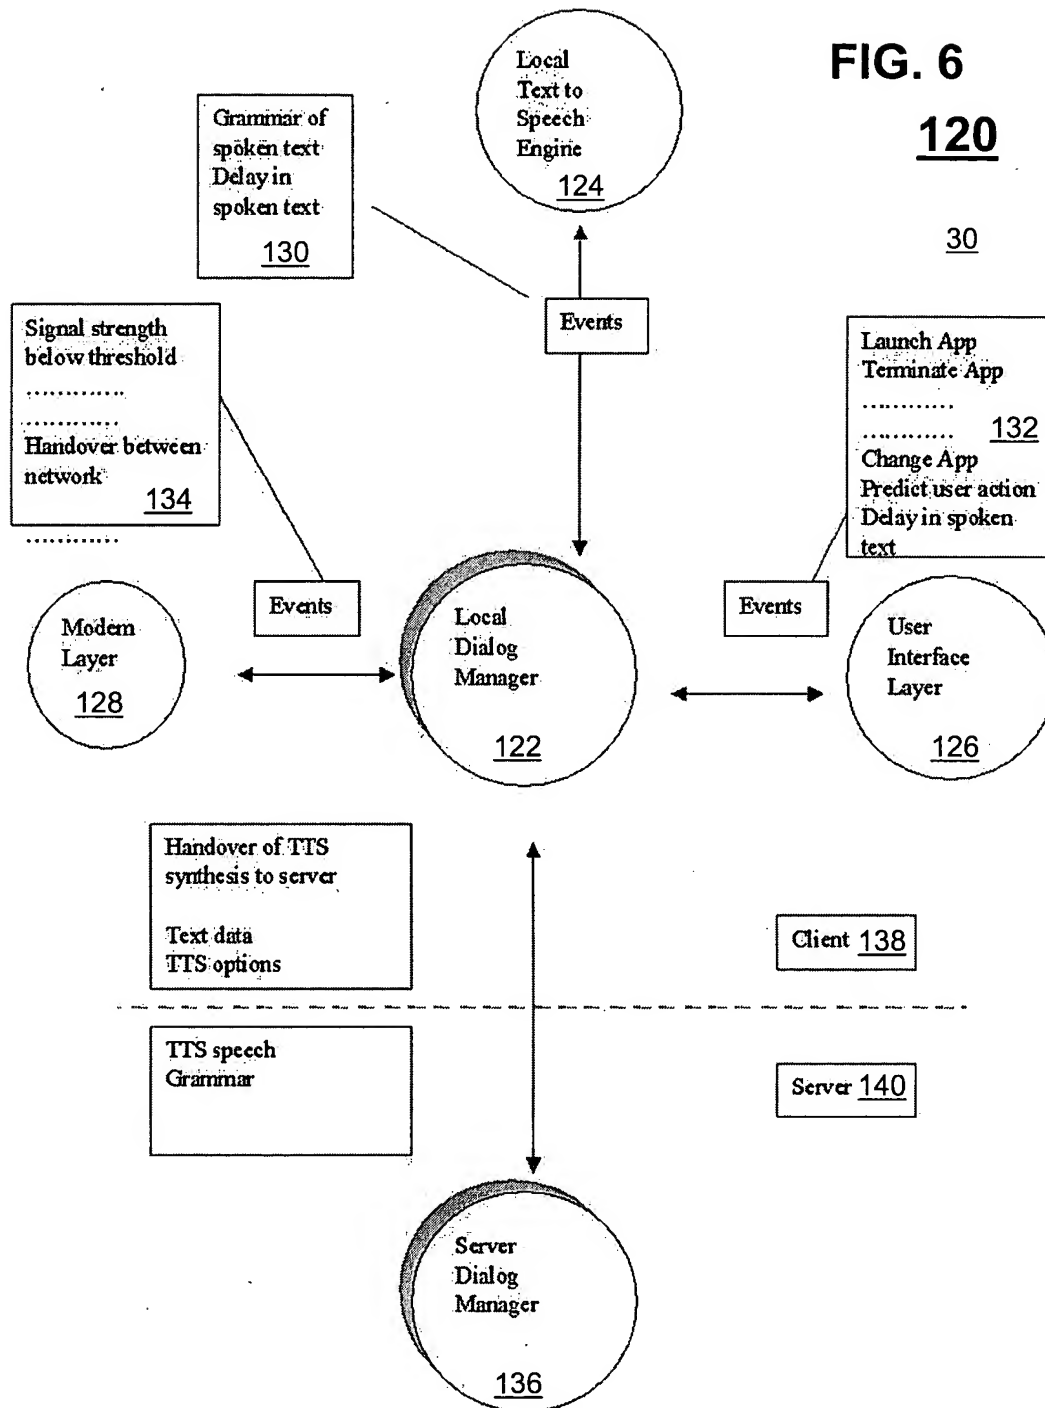 FIG. 6
120
30
Local
Text to
Speech
Engine
124
Grammar of
spoken text
Delay in
spoken text
130
Events
Signal strength
below threshold
.............
.............
Handover between
network
134
.............
Launch App
Terminate App
............
............
132
Change App
Predict user action
Delay in spoken
text
Events
Events
Modem
Layer
128
Local
Dialog
Manager
122
User
Interface
Layer
126
Handover of TTS
synthesis to server
Text data
TTS options
Client 138
TTS speech
Grammar
Server 140
Server
Dialog
Manager
136